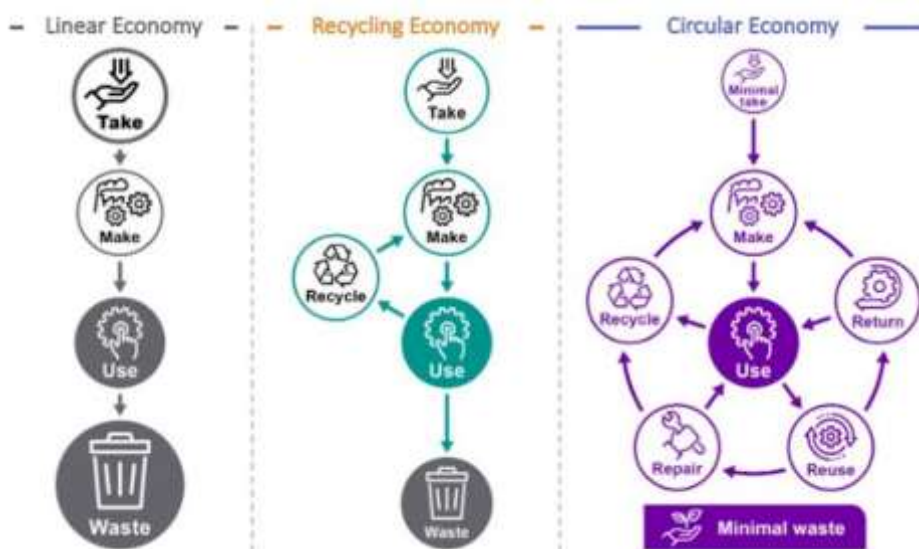 Linear Economy
Take
Make
Use
Waste
Recycling Economy
Take
Make
Recycle
Use
Waste
Circular Economy
Minimal
take
Make
Recycle
Return
Use
Repair
Reuse
Minimal waste